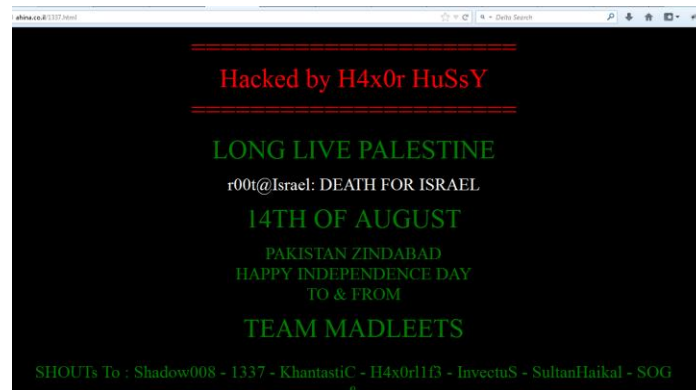 ahina.co.il/1337.html
Delta Search
==========================
Hacked by H4x0r HuSsY
==========================
LONG LIVE PALESTINE
r00t@Israel: DEATH FOR ISRAEL
14TH OF AUGUST
PAKISTAN ZINDABAD
HAPPY INDEPENDENCE DAY
TO & FROM
TEAM MADLEETS
SHOUTs To : Shadow008 - 1337 - KhantastiC - H4x0rl1f3 - InvectuS - SultanHaikal - SOG